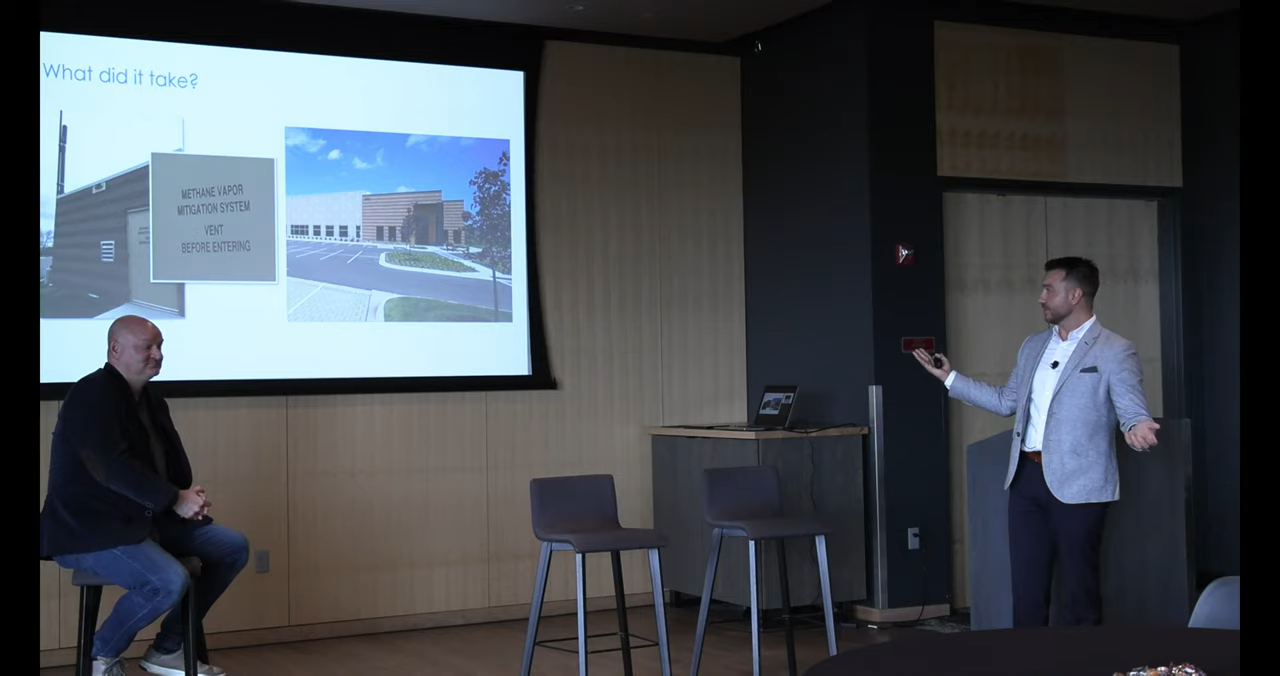 What did it take?
METHANE VAPOR
MITIGATION SYSTEM
VENT
BEFORE ENTERING